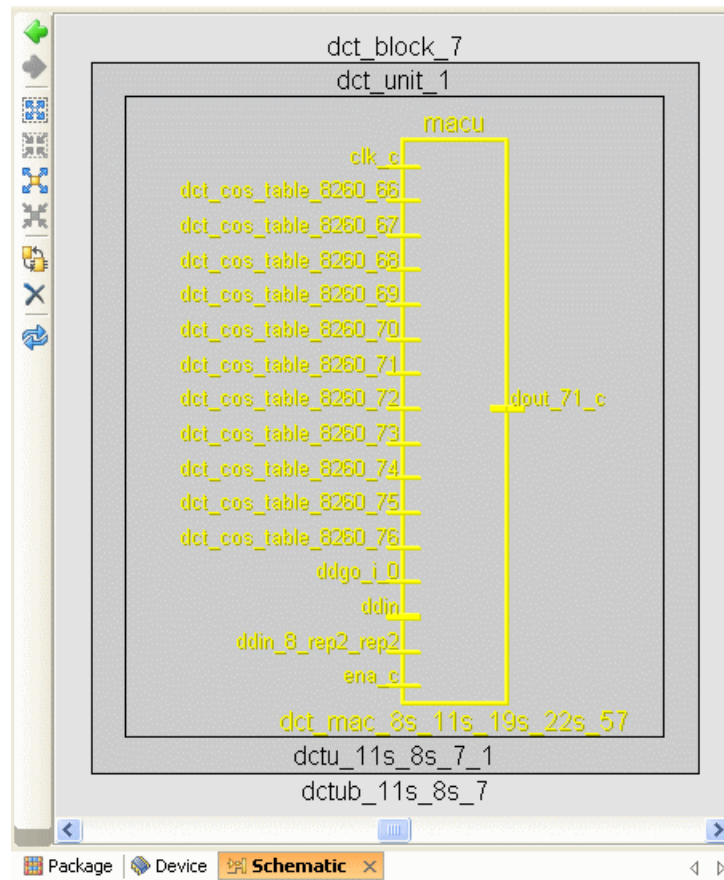 dct_block_7
dct_unit_1
macu
clk_c
dct_cos_table_8260_66
dct_cos_table_8260_67
dct_cos_table_8260_68
dct_cos_table_8260_69
dct_cos_table_8260_70
dct_cos_table_8260_71
dct_cos_table_8260_72
dout_71_c
dct_cos_table_8260_73
dct_cos_table_8260_74
dct_cos_table_8260_75
dct_cos_table_8260_76
ddgo_i_0
ddin
ddin_8_rep2_rep2
ena_c
dct_mac_8s_11s_19s_22s_57
dctu_11s_8s_7_1
dctub_11s_8s_7
Package Device Schematic